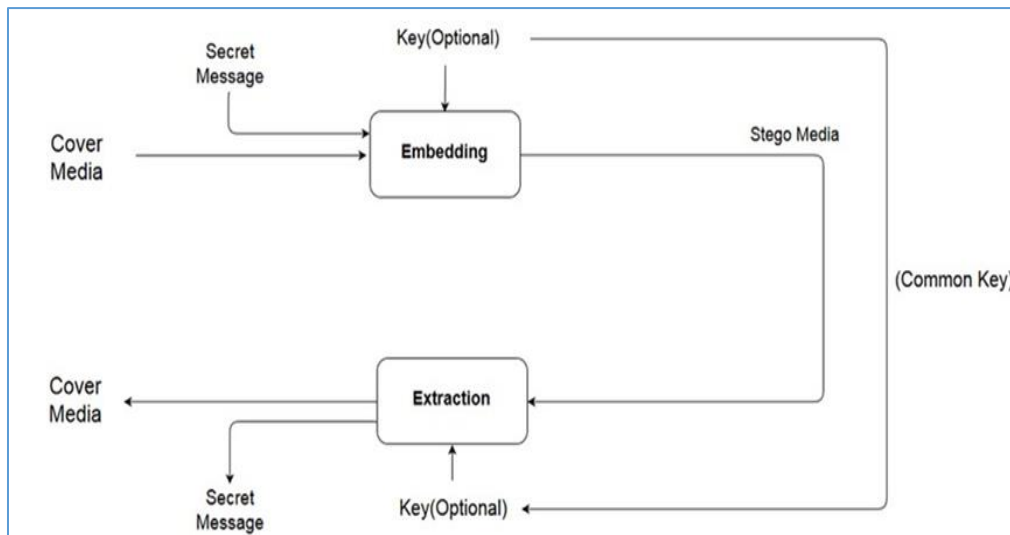 Key(Optional)
Secret
Message
Cover
Media
Embedding
Stego Media
(Common Key)
Cover
Media
Extraction
Secret
Message
Key(Optional)